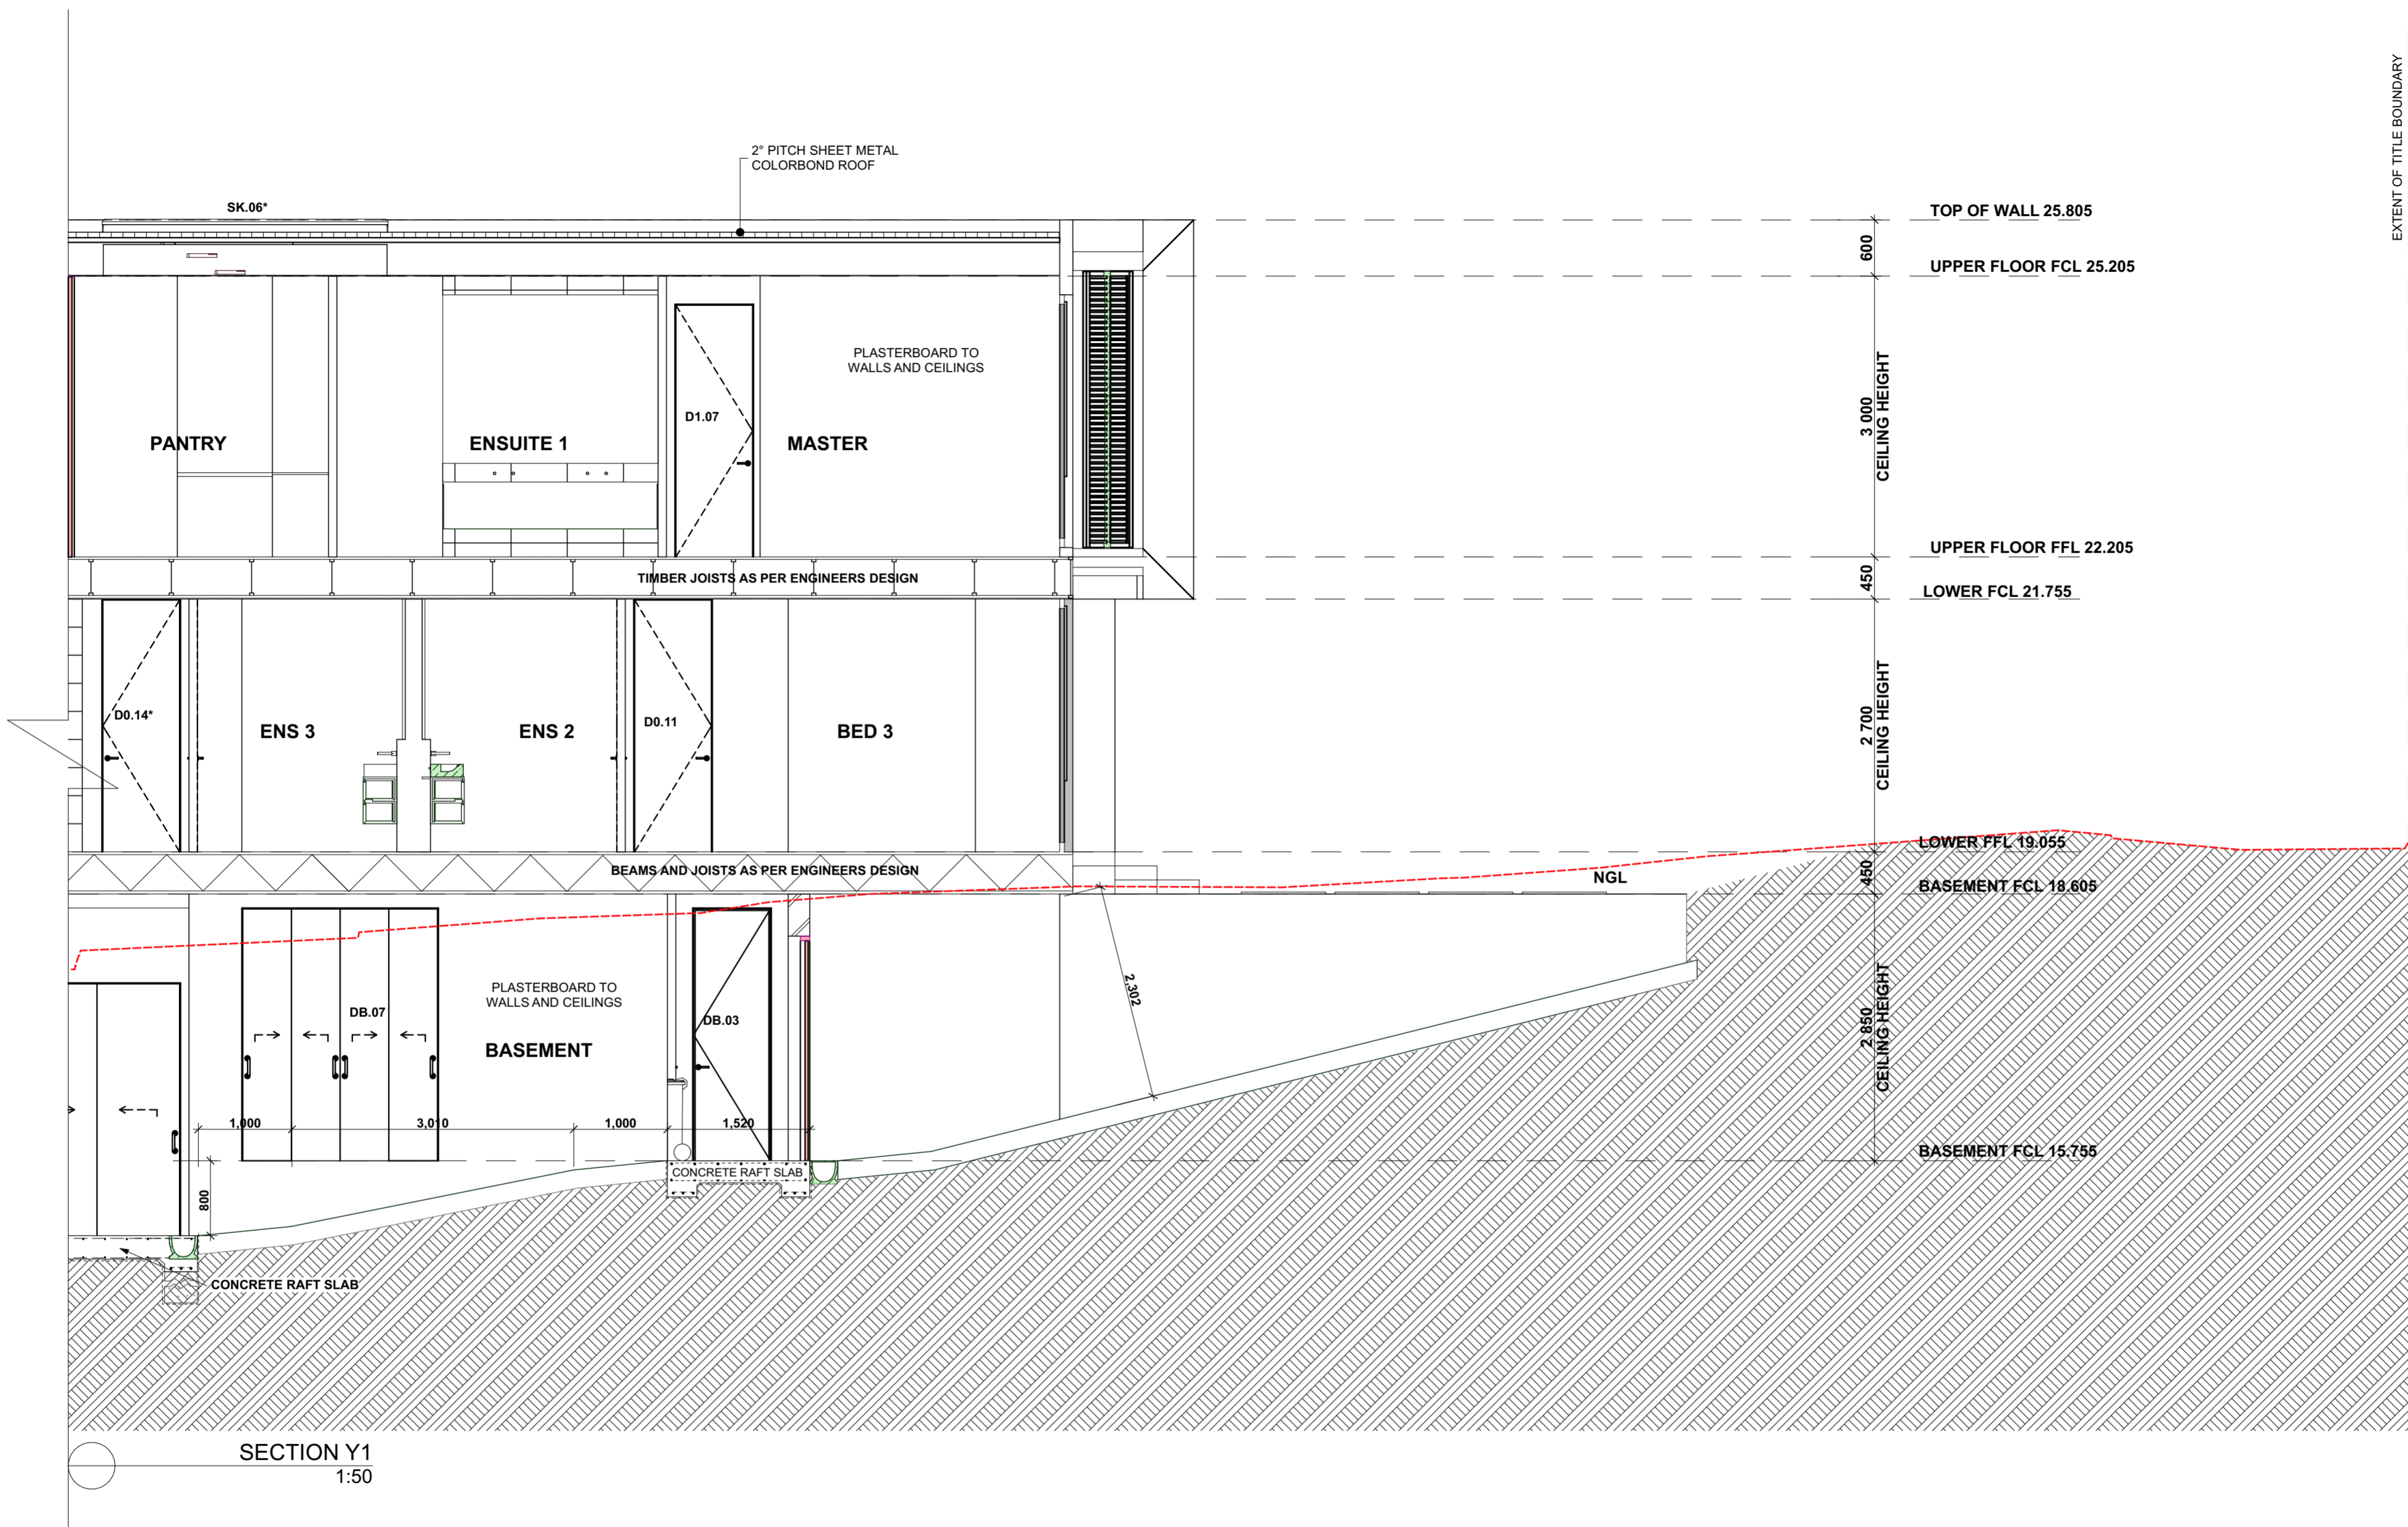 EXTENT OF TITLE BOUNDARY
2° PITCH SHEET METAL
COLORBOND ROOF
SK.06*
TOP OF WALL 25.805
600
UPPER FLOOR FCL 25.205
PLASTERBOARD TO
WALLS AND CEILINGS
D1.07
PANTRY
ENSUITE 1
MASTER
3 000
CEILING HEIGHT
UPPER FLOOR FFL 22.205
TIMBER JOISTS AS PER ENGINEERS DESIGN
450
LOWER FCL 21.755
D0.14*
ENS 3
ENS 2
D0.11
BED 3
2 700
CEILING HEIGHT
LOWER FFL 19.055
BEAMS AND JOISTS AS PER ENGINEERS DESIGN
NGL
450
BASEMENT FCL 18.605
PLASTERBOARD TO
WALLS AND CEILINGS
DB.07
DB.03
BASEMENT
2,302
2 850
CEILING HEIGHT
1,000
3,010
1,000
1,520
BASEMENT FCL 15.755
CONCRETE RAFT SLAB
800
CONCRETE RAFT SLAB
SECTION Y1
1:50